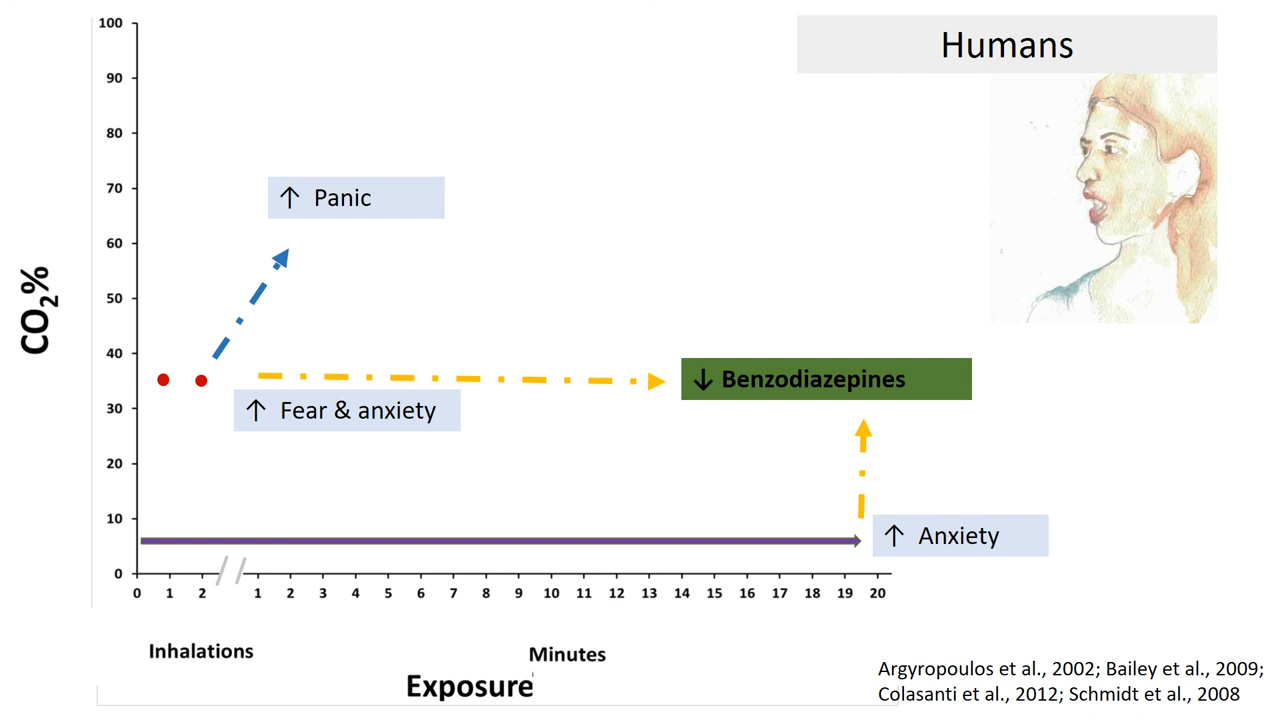 Humans
CO₂%
100
90
80
70
60
50
40
30
20
10
0
↑ Panic
↑ Fear & anxiety
↓ Benzodiazepines
↑ Anxiety
0 1 2 1 2 3 4 5 6 7 8 9 10 11 12 13 14 15 16 17 18 19 20
Inhalations
Minutes
Exposure
Argyropoulos et al., 2002; Bailey et al., 2009;
Colasanti et al., 2012; Schmidt et al., 2008